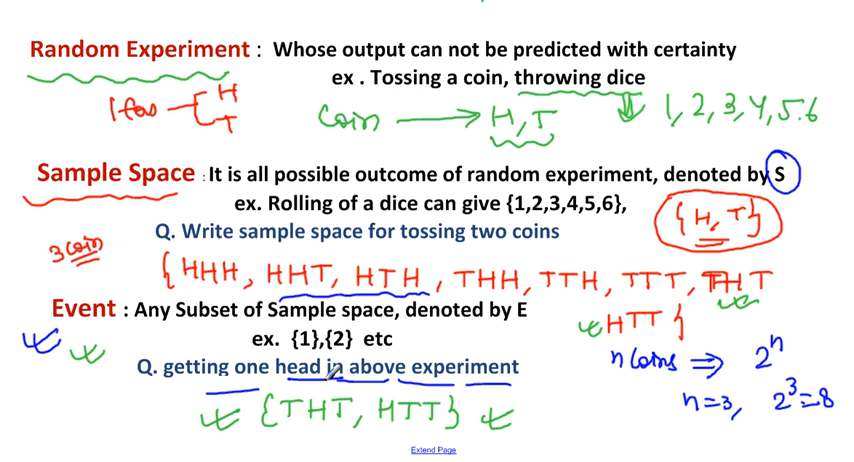 Random Experiment : Whose output can not be predicted with certainty
ex . Tossing a coin, throwing dice
H
T
Coin → H, T
1, 2, 3, 4, 5.6
Sample Space : It is all possible outcome of random experiment, denoted by S
ex. Rolling of a dice can give {1,2,3,4,5,6},
{H, T}
Q. Write sample space for tossing two coins
3 coin
{HHH, HHT, HTH, THH, TTH, TTT, THT
HTT}
Event : Any Subset of Sample space, denoted by E
ex. {1},{2} etc
n coins ⇒ 2^n
Q. getting one head in above experiment
n=3, 2^3=8
{THT, HTT}
Extend Page